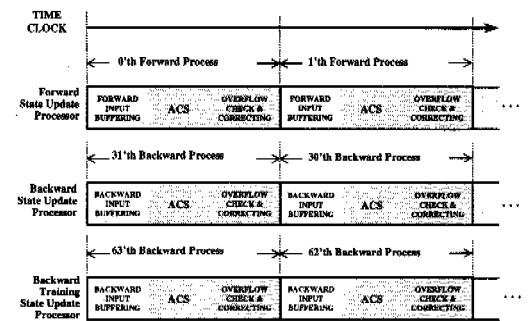 TIME
CLOCK
0'th Forward Process
1'th Forward Process
Forward
State Update
Processor
FORWARD
INPUT
BUFFERING
ACS
OVERFLOW
CHECK &
CORRECTING
FORWARD
INPUT
BUFFERING
ACS
OVERFLOW
CHECK &
CORRECTING
...
31'th Backward Process
30'th Backward Process
Backward
State Update
Processor
BACKWARD
INPUT
BUFFERING
ACS
OVERFLOW
CHECK &
CORRECTING
BACKWARD
INPUT
BUFFERING
ACS
OVERFLOW
CHECK &
CORRECTING
...
63'th Backward Process
62'th Backward Process
Backward
Training
State Update
Processor
BACKWARD
INPUT
BUFFERING
ACS
OVERFLOW
CHECK &
CORRECTING
BACKWARD
INPUT
BUFFERING
ACS
OVERFLOW
CHECK &
CORRECTING
...